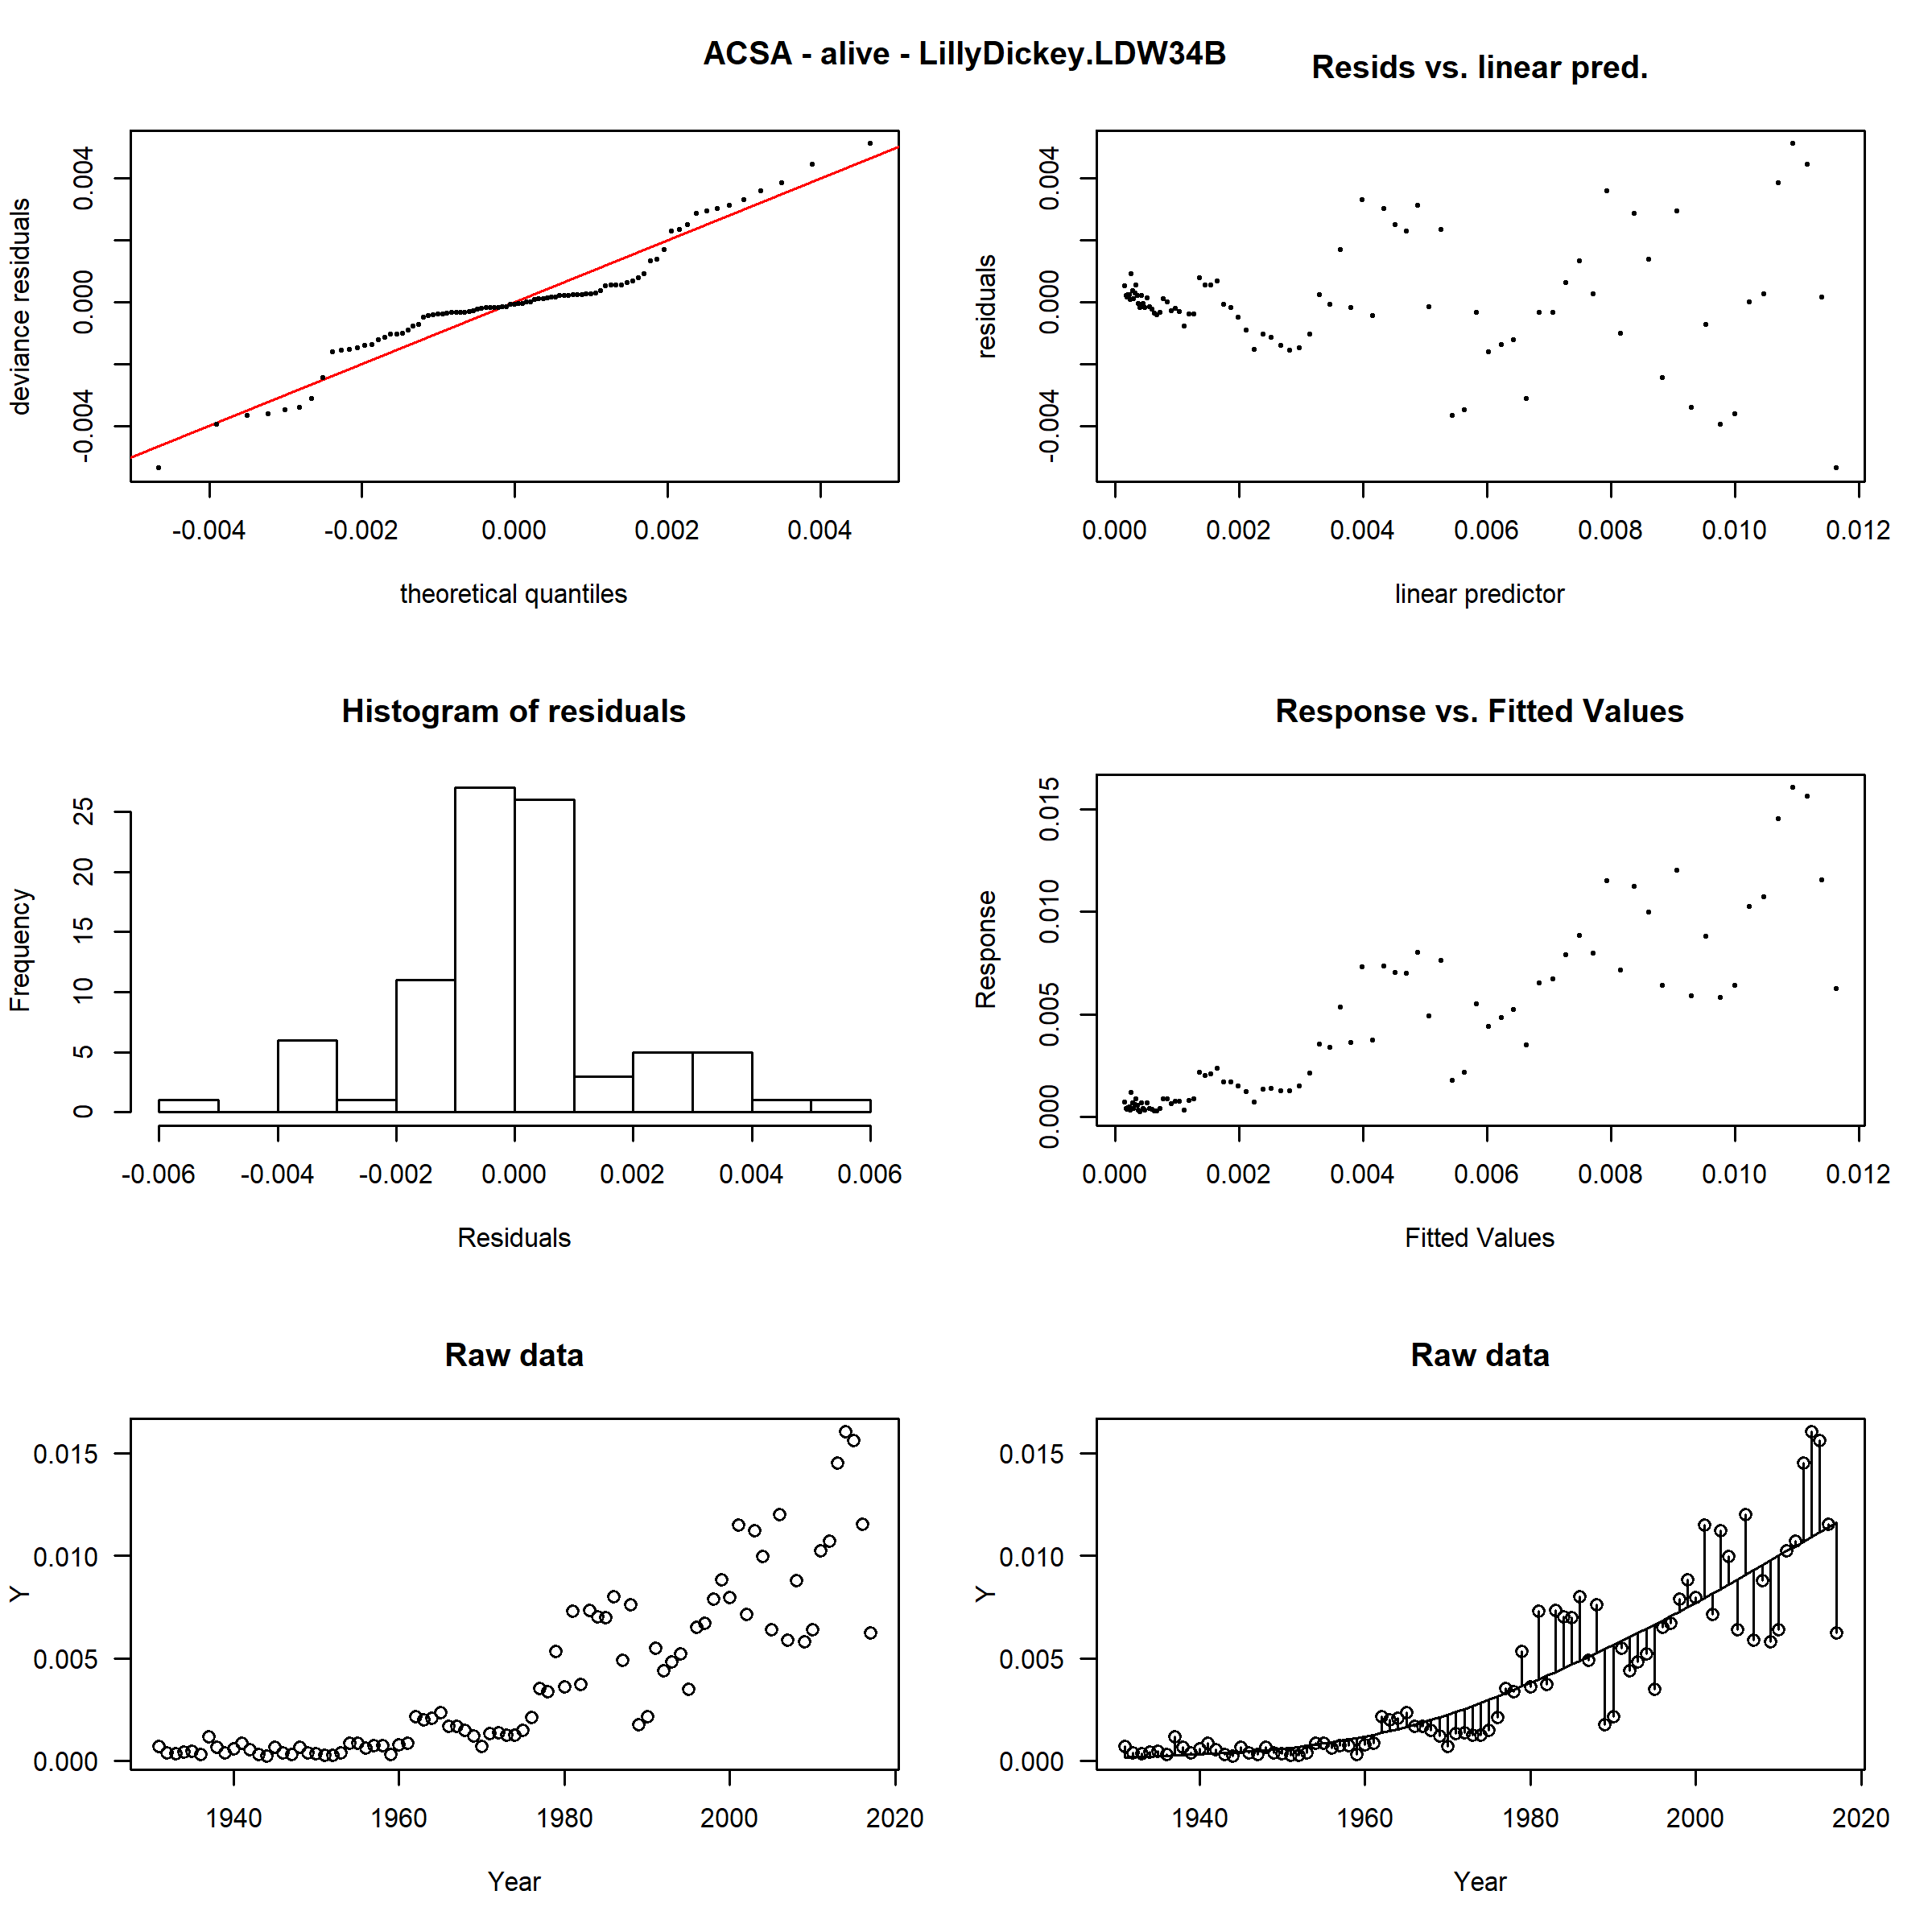 ACSA - alive - LillyDickey.LDW34B
Resids vs. linear pred.
deviance residuals
0.004
0.000
-0.004
-0.004 -0.002 0.000 0.002 0.004
theoretical quantiles
residuals
0.004
0.000
-0.004
0.000 0.002 0.004 0.006 0.008 0.010 0.012
linear predictor
Histogram of residuals
Frequency
25
20
15
10
5
0
-0.006 -0.004 -0.002 0.000 0.002 0.004 0.006
Residuals
Response vs. Fitted Values
Response
0.015
0.010
0.005
0.000
0.000 0.002 0.004 0.006 0.008 0.010 0.012
Fitted Values
Raw data
Y
0.015
0.010
0.005
0.000
1940 1960 1980 2000 2020
Year
Raw data
Y
0.015
0.010
0.005
0.000
1940 1960 1980 2000 2020
Year